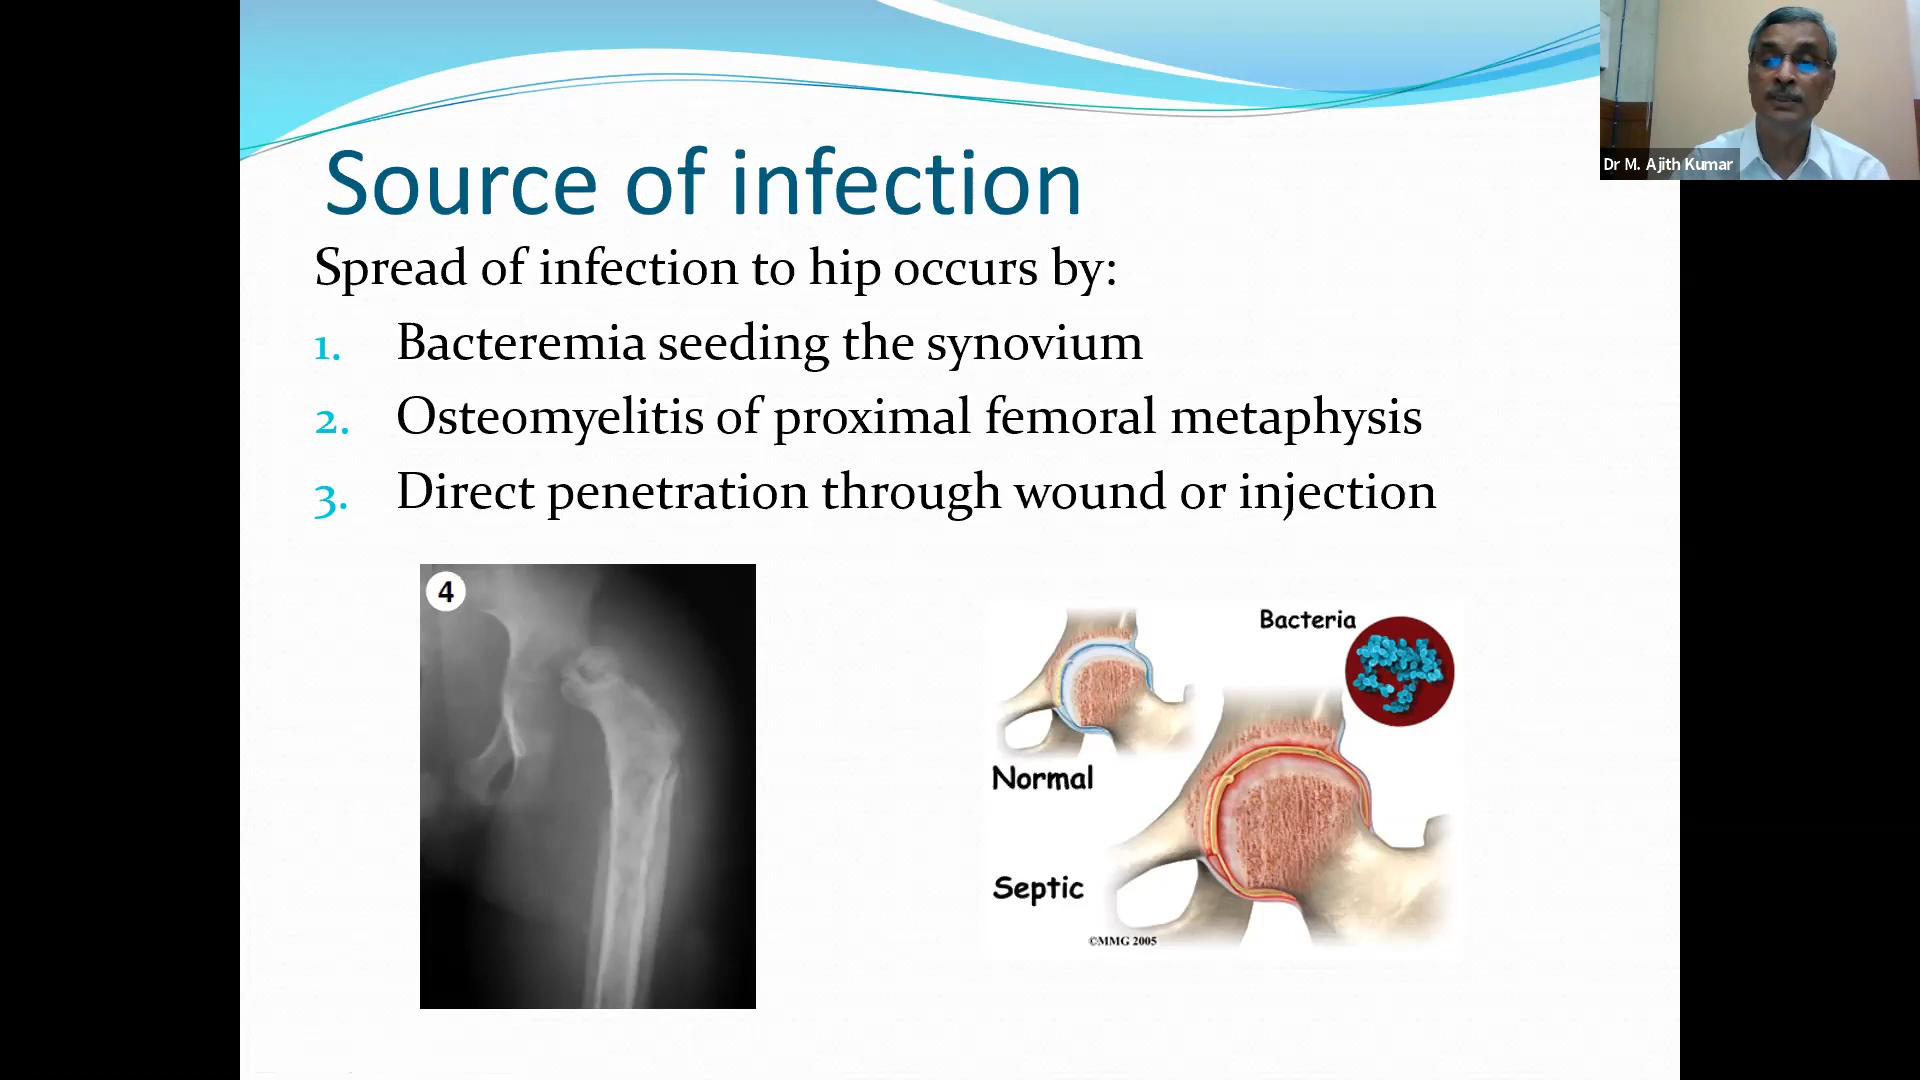 Dr M. Ajith Kumar
Source of infection
Spread of infection to hip occurs by:
1. Bacteremia seeding the synovium
2. Osteomyelitis of proximal femoral metaphysis
3. Direct penetration through wound or injection
4
Bacteria
Normal
Septic
©MMG 2005